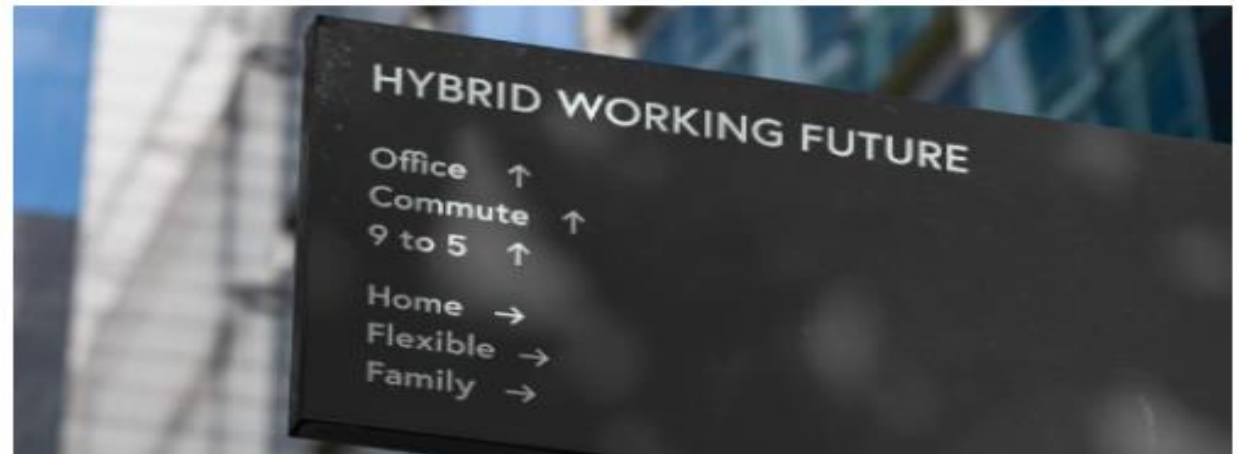 HYBRID WORKING FUTURE
Office ↑
Commute ↑
9 to 5 ↑
Home →
Flexible →
Family →